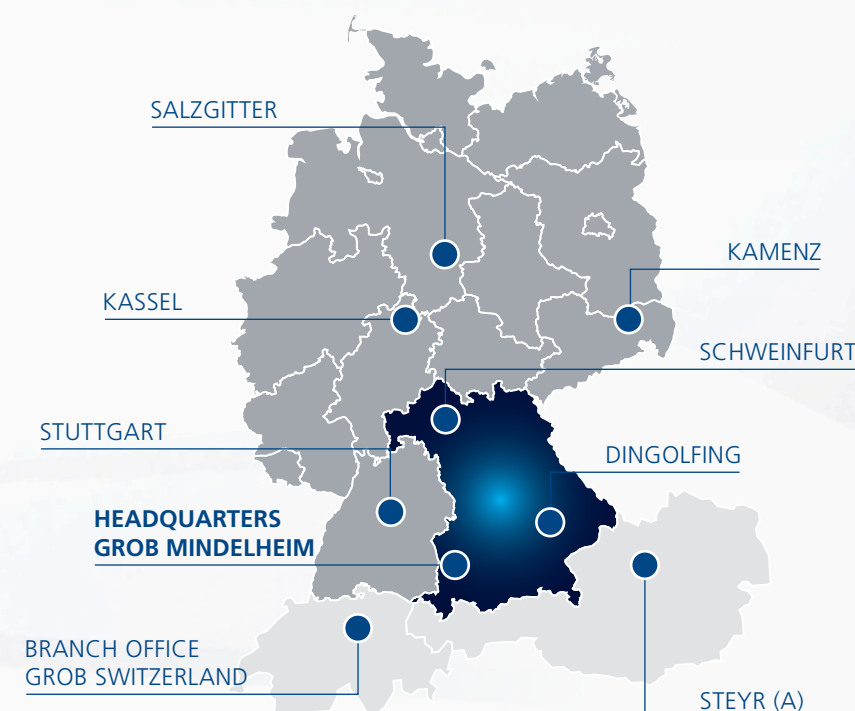 SALZGITTER
KAMENZ
KASSEL
SCHWEINFURT
STUTTGART
DINGOLFING
HEADQUARTERS
GROB MINDELHEIM
BRANCH OFFICE
GROB SWITZERLAND
STEYR (A)